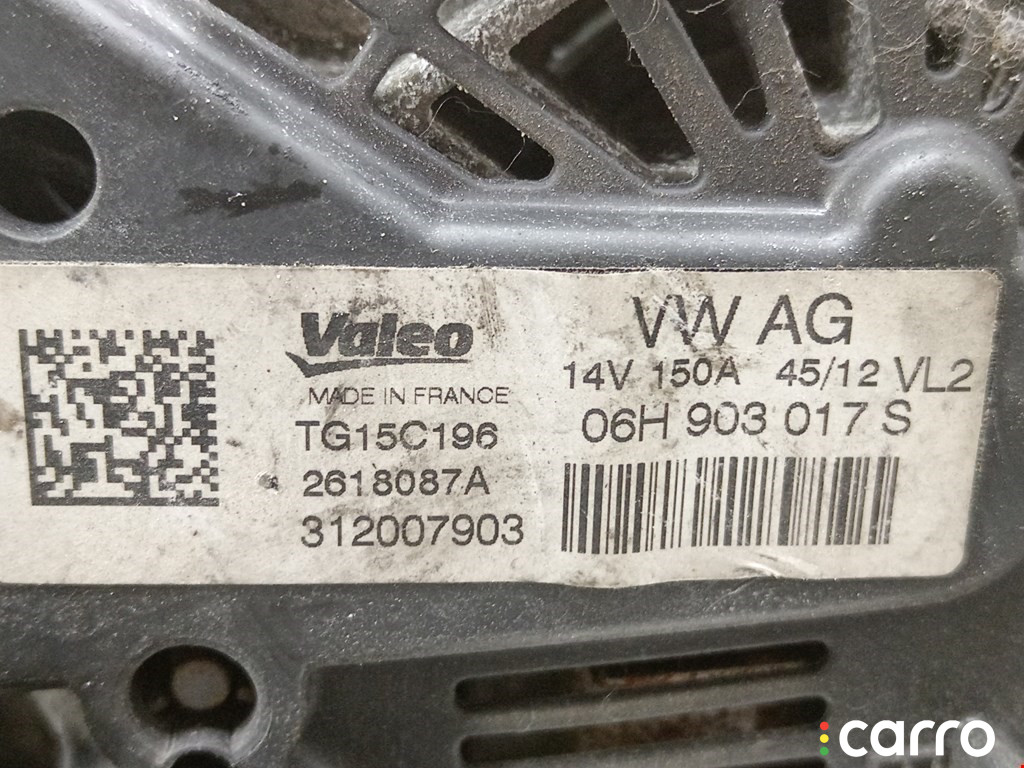 Valeo
MADE IN FRANCE
TG15C196
2618087A
312007903
VW AG
14V 150A 45/12 VL2
06H 903 017 S
carro